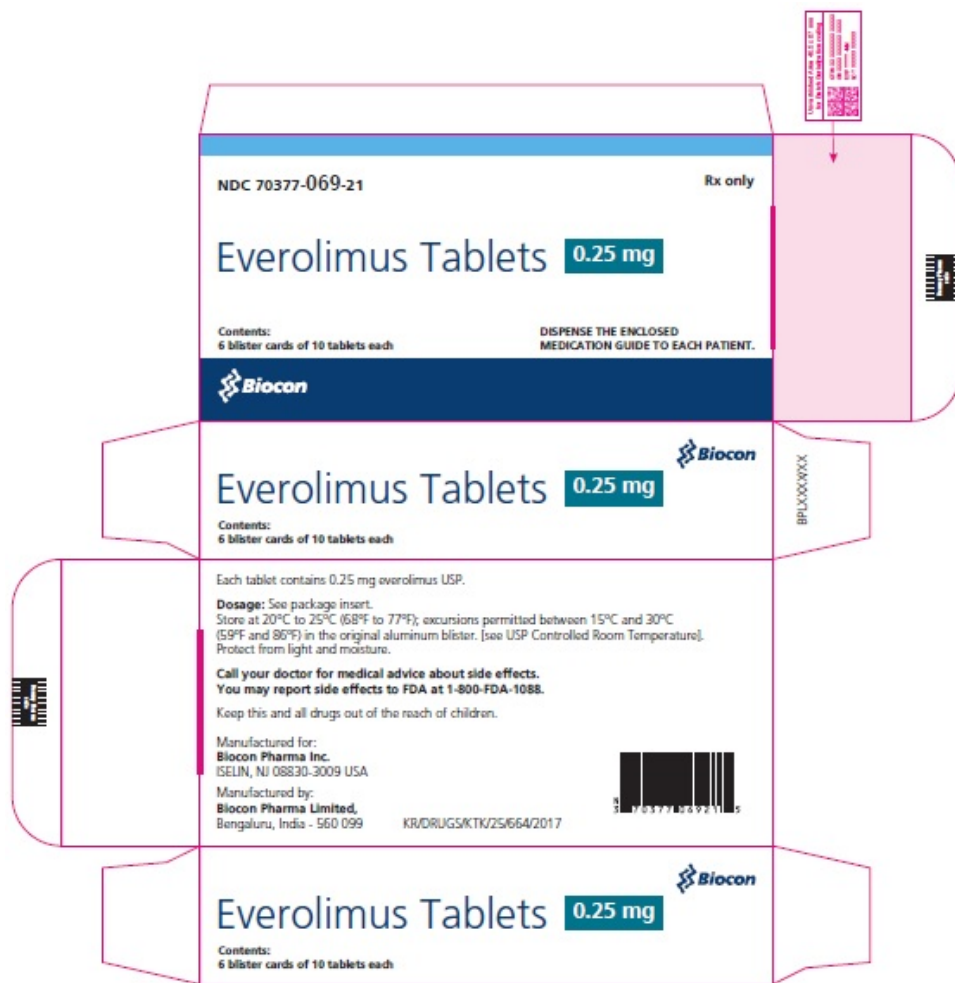 NDC 70377-069-21
Rx only
Everolimus Tablets 0.25 mg
Contents:
6 blister cards of 10 tablets each
DISPENSE THE ENCLOSED
MEDICATION GUIDE TO EACH PATIENT.
Biocon
Biocon
Everolimus Tablets 0.25 mg
Contents:
6 blister cards of 10 tablets each
BPLXXXXXX
Each tablet contains 0.25 mg everolimus USP.
Dosage: See package insert.
Store at 20°C to 25°C (68°F to 77°F); excursions permitted between 15°C and 30°C
(59°F and 86°F) in the original aluminum blister. [see USP Controlled Room Temperature].
Protect from light and moisture.
Call your doctor for medical advice about side effects.
You may report side effects to FDA at 1-800-FDA-1088.
Keep this and all drugs out of the reach of children.
Manufactured for:
Biocon Pharma Inc.
ISELIN, NJ 08830-3009 USA
Manufactured by:
Biocon Pharma Limited,
Bengaluru, India - 560 099 KR/DRUGS/KTK/25/664/2017
N
3 70377 06921 5
Biocon
Everolimus Tablets 0.25 mg
Contents:
6 blister cards of 10 tablets each